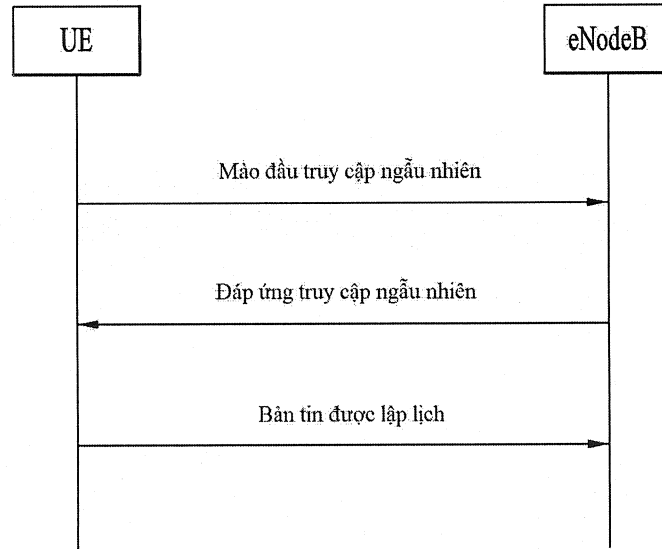 UE
eNodeB
Mào đầu truy cập ngẫu nhiên
Đáp ứng truy cập ngẫu nhiên
Bản tin được lập lịch